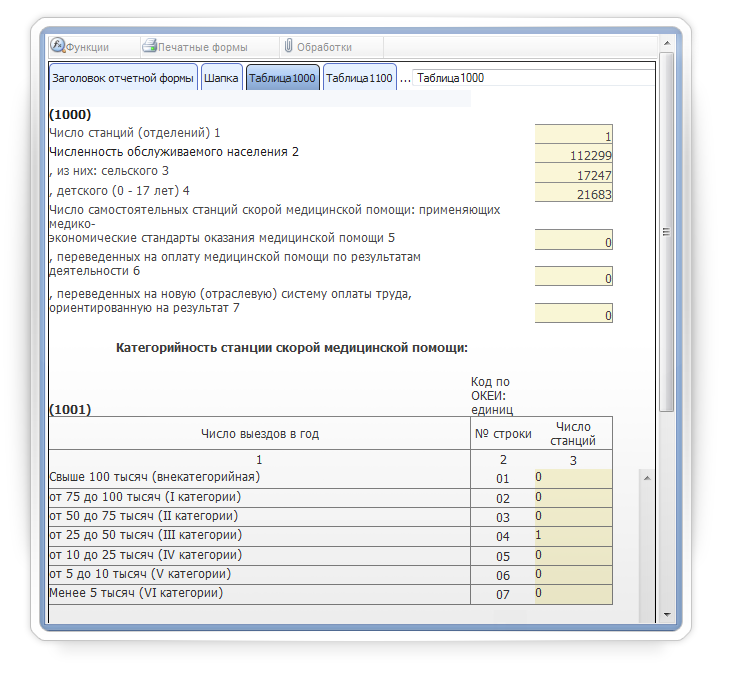 Функции Печатные формы Обработки
Заголовок отчетной формы Шапка Таблица1000 Таблица1100 ... Таблица1000
(1000)
Число станций (отделений) 1 1
Численность обслуживаемого населения 2 112299
, из них: сельского 3 17247
, детского (0 - 17 лет) 4 21683
Число самостоятельных станций скорой медицинской помощи: применяющих
медико-
экономические стандарты оказания медицинской помощи 5 0
, переведенных на оплату медицинской помощи по результатам
деятельности 6 0
, переведенных на новую (отраслевую) систему оплаты труда,
ориентированную на результат 7 0
Категорийность станции скорой медицинской помощи:
Код по
ОКЕИ:
(1001) единиц
Число выездов в год № строки Число
станций
1 2 3
Свыше 100 тысяч (внекатегорийная) 01 0
от 75 до 100 тысяч (I категории) 02 0
от 50 до 75 тысяч (II категории) 03 0
от 25 до 50 тысяч (III категории) 04 1
от 10 до 25 тысяч (IV категории) 05 0
от 5 до 10 тысяч (V категории) 06 0
Менее 5 тысяч (VI категории) 07 0